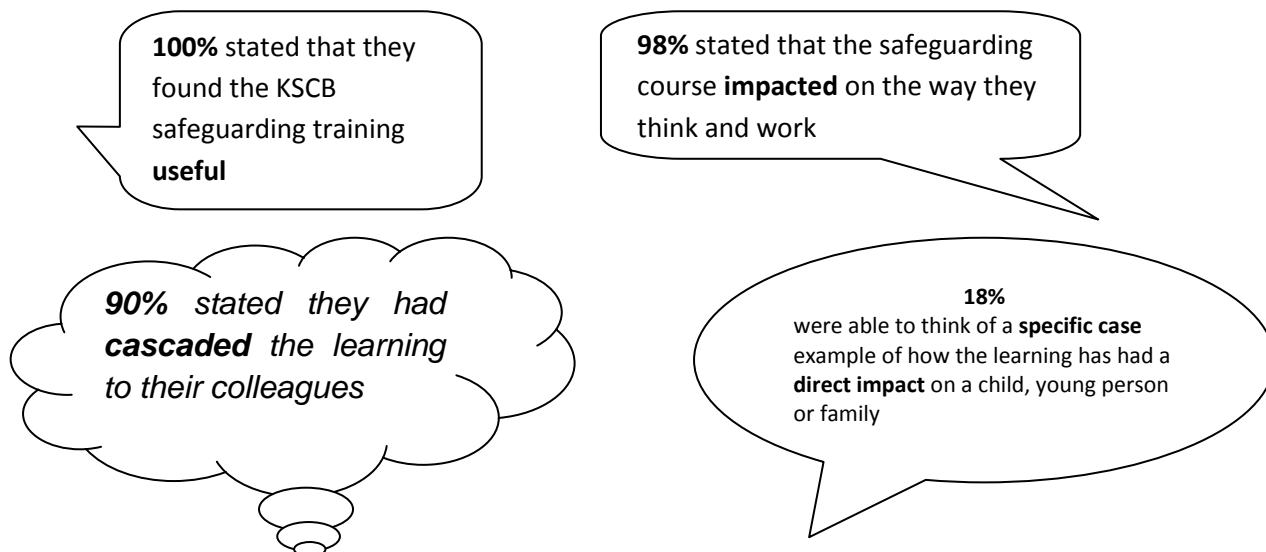 100% stated that they
found the KSCB
safeguarding training
useful
98% stated that the safeguarding
course impacted on the way they
think and work
90% stated they had
cascaded the learning
to their colleagues
18%
were able to think of a specific case
example of how the learning has had a
direct impact on a child, young person
or family